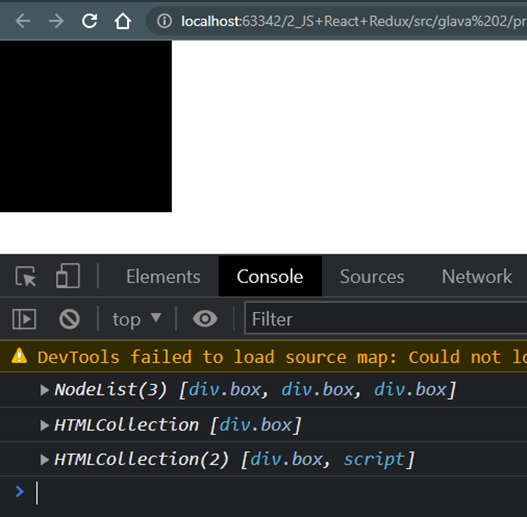 localhost:63342/2_JS+React+Redux/src/glava%202/pr
Elements Console Sources Network
top Filter
DevTools failed to load source map: Could not lo
NodeList(3) [div.box, div.box, div.box]
HTMLCollection [div.box]
HTMLCollection(2) [div.box, script]